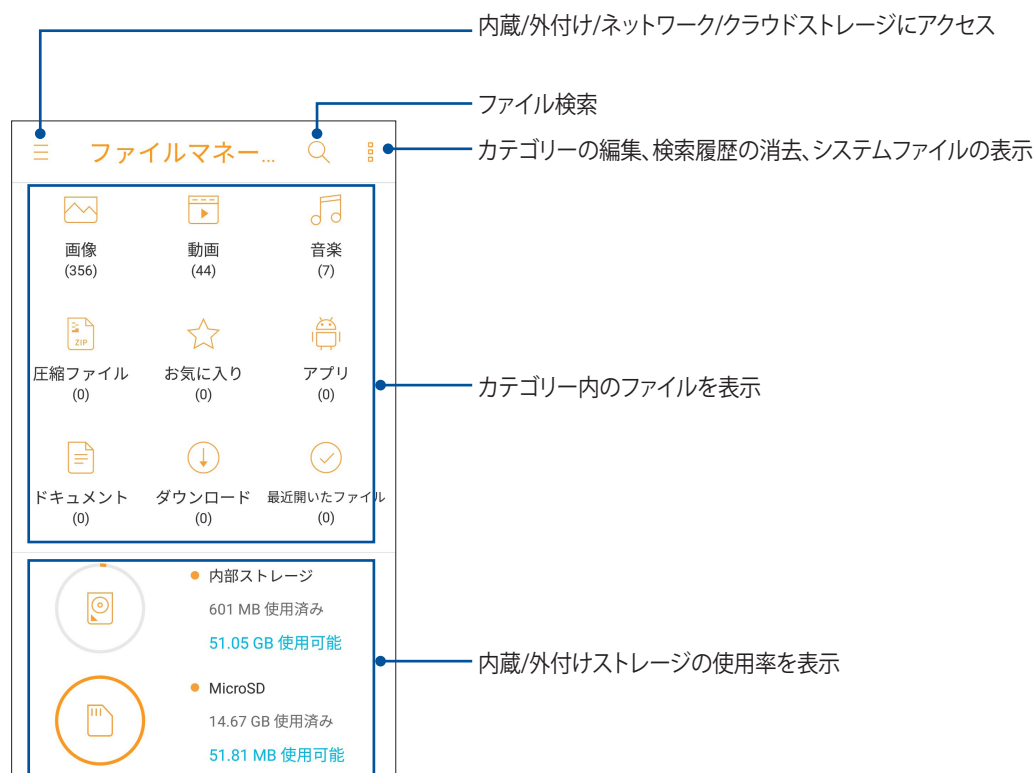 内蔵/外付け/ネットワーク/クラウドストレージにアクセス
ファイル検索
カテゴリーの編集、検索履歴の消去、システムファイルの表示
ファイルマネー...
画像 動画 音楽
(356) (44) (7)
ZIP
圧縮ファイル お気に入り アプリ
(0) (0) (0)
カテゴリー内のファイルを表示
ドキュメント ダウンロード 最近開いたファイル
(0) (0) (0)
内部ストレージ
601 MB 使用済み
51.05 GB 使用可能
内蔵/外付けストレージの使用率を表示
MicroSD
14.67 GB 使用済み
51.81 MB 使用可能